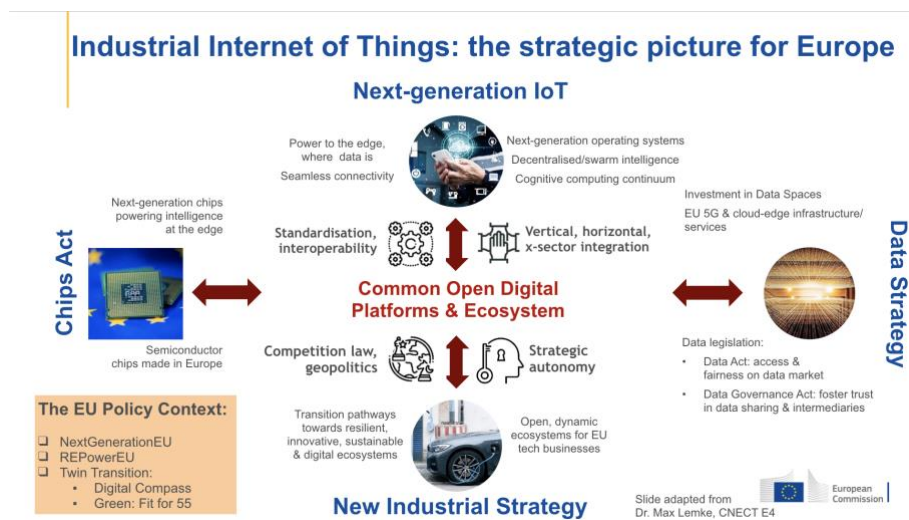 Industrial Internet of Things: the strategic picture for Europe
Next-generation IoT
Power to the edge,
where data is
Seamless connectivity
Next-generation operating systems
Decentralised/swarm intelligence
Cognitive computing continuum
Next-generation chips
powering intelligence
at the edge
Chips Act
Semiconductor
chips made in Europe
Standardisation,
interoperability
Vertical, horizontal,
x-sector integration
Common Open Digital
Platforms & Ecosystem
Competition law,
geopolitics
Strategic
autonomy
Investment in Data Spaces
EU 5G & cloud-edge infrastructure/
services
Data Strategy
Data legislation:
• Data Act: access &
fairness on data market
• Data Governance Act: foster trust
in data sharing & intermediaries
The EU Policy Context:
❑ NextGenerationEU
❑ REPowerEU
❑ Twin Transition:
• Digital Compass
• Green: Fit for 55
Transition pathways
towards resilient,
innovative, sustainable
& digital ecosystems
Open, dynamic
ecosystems for EU
tech businesses
New Industrial Strategy
Slide adapted from
Dr. Max Lemke, CNECT E4
European
Commission